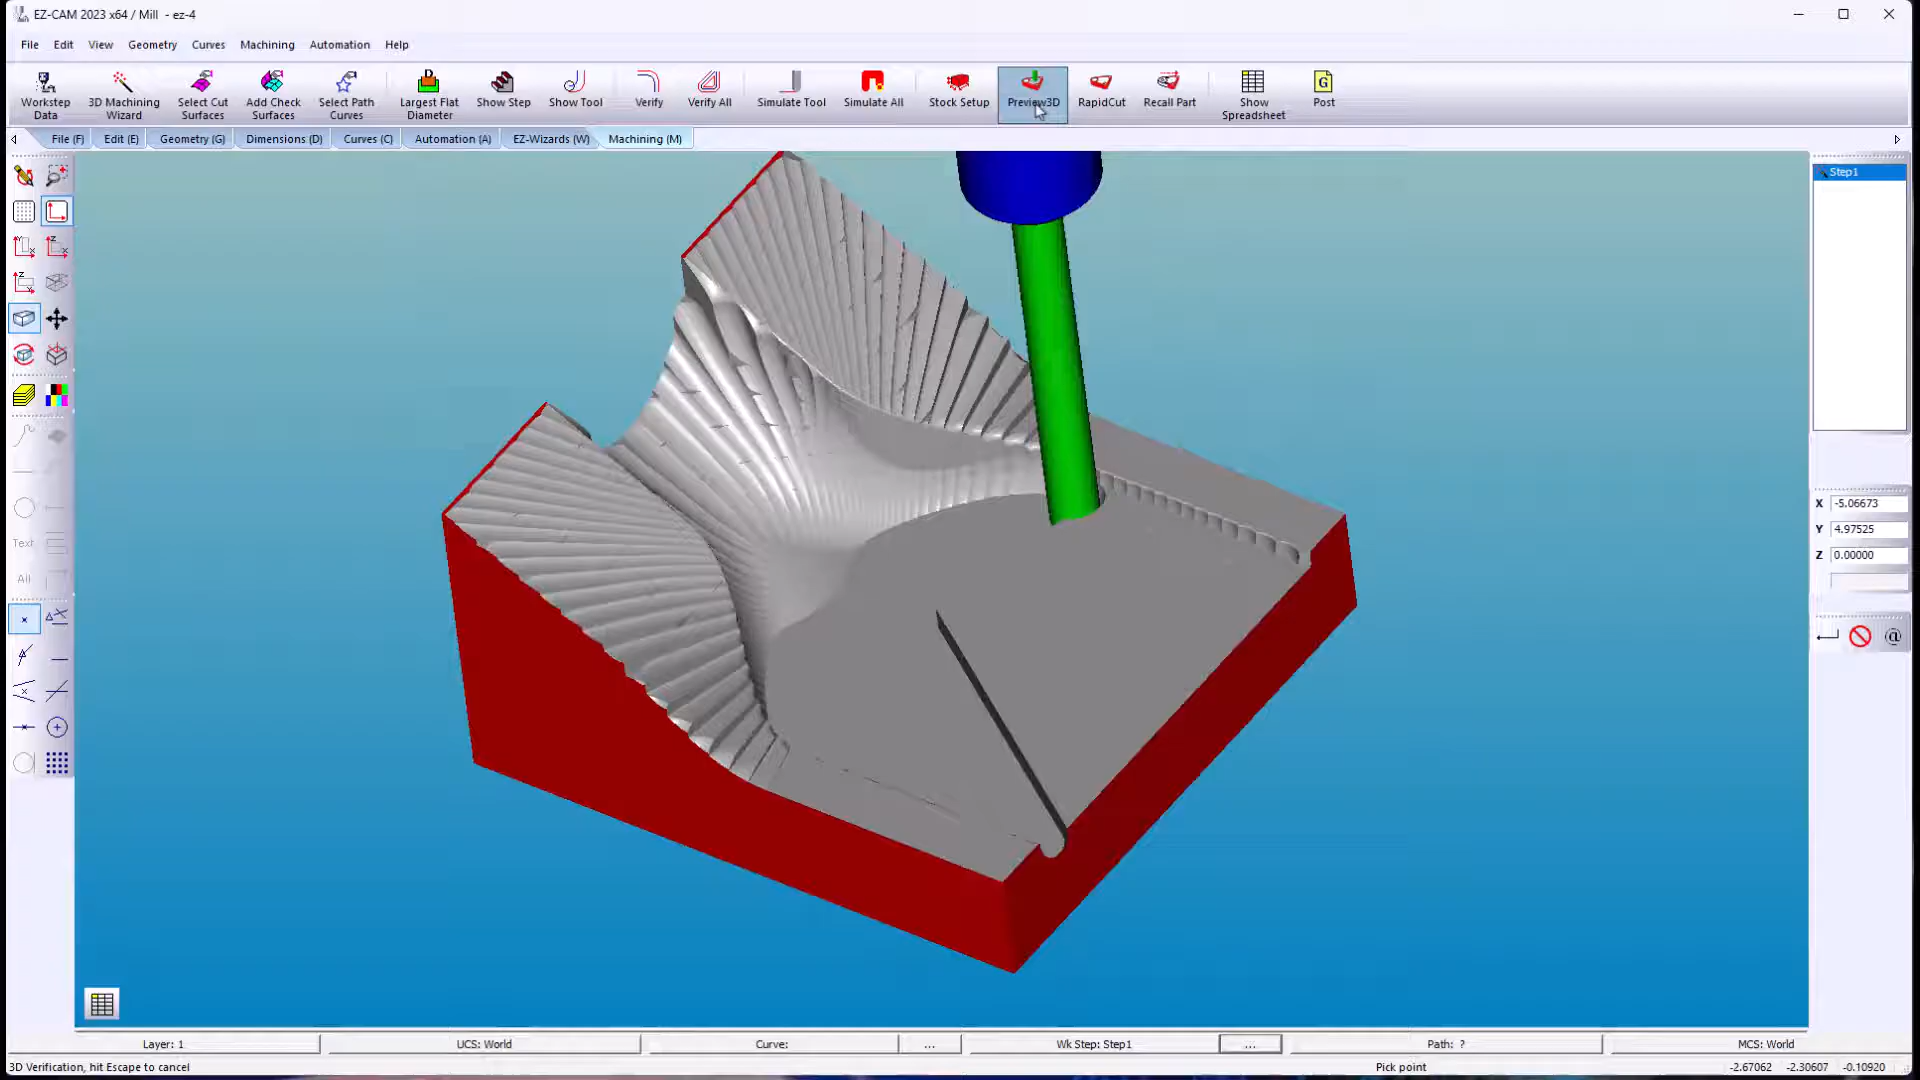 EZ-CAM 2023 x64 / Mill - ez-4
File Edit View Geometry Curves Machining Automation Help
Workstep Data
3D Machining Wizard
Select Cut Surfaces
Add Check Surfaces
Select Path Curves
D
Largest Flat Diameter
Show Step
Show Tool
Verify
Verify All
Simulate Tool
Simulate All
Stock Setup
Preview3D
RapidCut
Recall Part
Show Spreadsheet
G
Post
File (F) Edit (E) Geometry (G) Dimensions (D) Curves (C) Automation (A) EZ-Wizards (W) Machining (M)
Step1
X -5.06673
Y 4.97525
Z 0.00000
@
Text
All
Layer: 1 UCS: World Curve: ... Wk Step: Step1 ... Path: ? MCS: World
3D Verification, hit Escape to cancel Pick point -2.67062 -2.30607 -0.10920